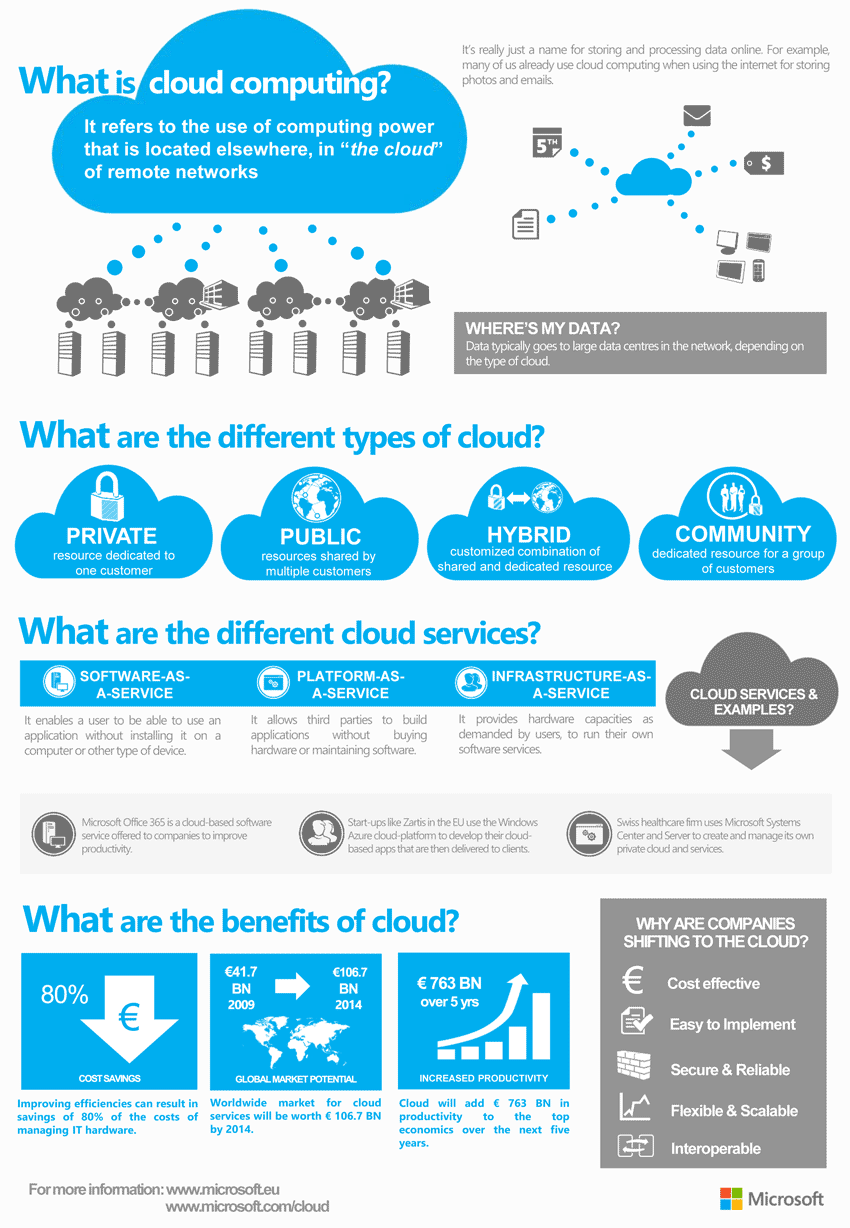 What is cloud computing?
It refers to the use of computing power
that is located elsewhere, in “the cloud”
of remote networks
It's really just a name for storing and processing data online. For example,
many of us already use cloud computing when using the internet for storing
photos and emails.
5TH
$
WHERE'S MY DATA?
Data typically goes to large data centres in the network, depending on
the type of cloud.
What are the different types of cloud?
PRIVATE
resource dedicated to
one customer
PUBLIC
resources shared by
multiple customers
HYBRID
customized combination of
shared and dedicated resource
COMMUNITY
dedicated resource for a group
of customers
What are the different cloud services?
SOFTWARE-AS-
A-SERVICE
It enables a user to be able to use an
application without installing it on a
computer or other type of device.
PLATFORM-AS-
A-SERVICE
It allows third parties to build
applications without buying
hardware or maintaining software.
INFRASTRUCTURE-AS-
A-SERVICE
It provides hardware capacities as
demanded by users, to run their own
software services.
CLOUD SERVICES &
EXAMPLES?
Microsoft Office 365 is a cloud-based software
service offered to companies to improve
productivity.
Start-ups like Zartis in the EU use the Windows
Azure cloud-platform to develop their cloud-
based apps that are then delivered to clients.
Swiss healthcare firm uses Microsoft Systems
Center and Server to create and manage its own
private cloud and services.
What are the benefits of cloud?
80%
€
COST SAVINGS
Improving efficiencies can result in
savings of 80% of the costs of
managing IT hardware.
€41.7
BN
2009
€106.7
BN
2014
GLOBAL MARKET POTENTIAL
Worldwide market for cloud
services will be worth € 106.7 BN
by 2014.
€ 763 BN
over 5 yrs
INCREASED PRODUCTIVITY
Cloud will add € 763 BN in
productivity to the top
economics over the next five
years.
WHY ARE COMPANIES
SHIFTING TO THE CLOUD?
€ Cost effective
Easy to Implement
Secure & Reliable
Flexible & Scalable
Interoperable
For more information: www.microsoft.eu
www.microsoft.com/cloud
Microsoft